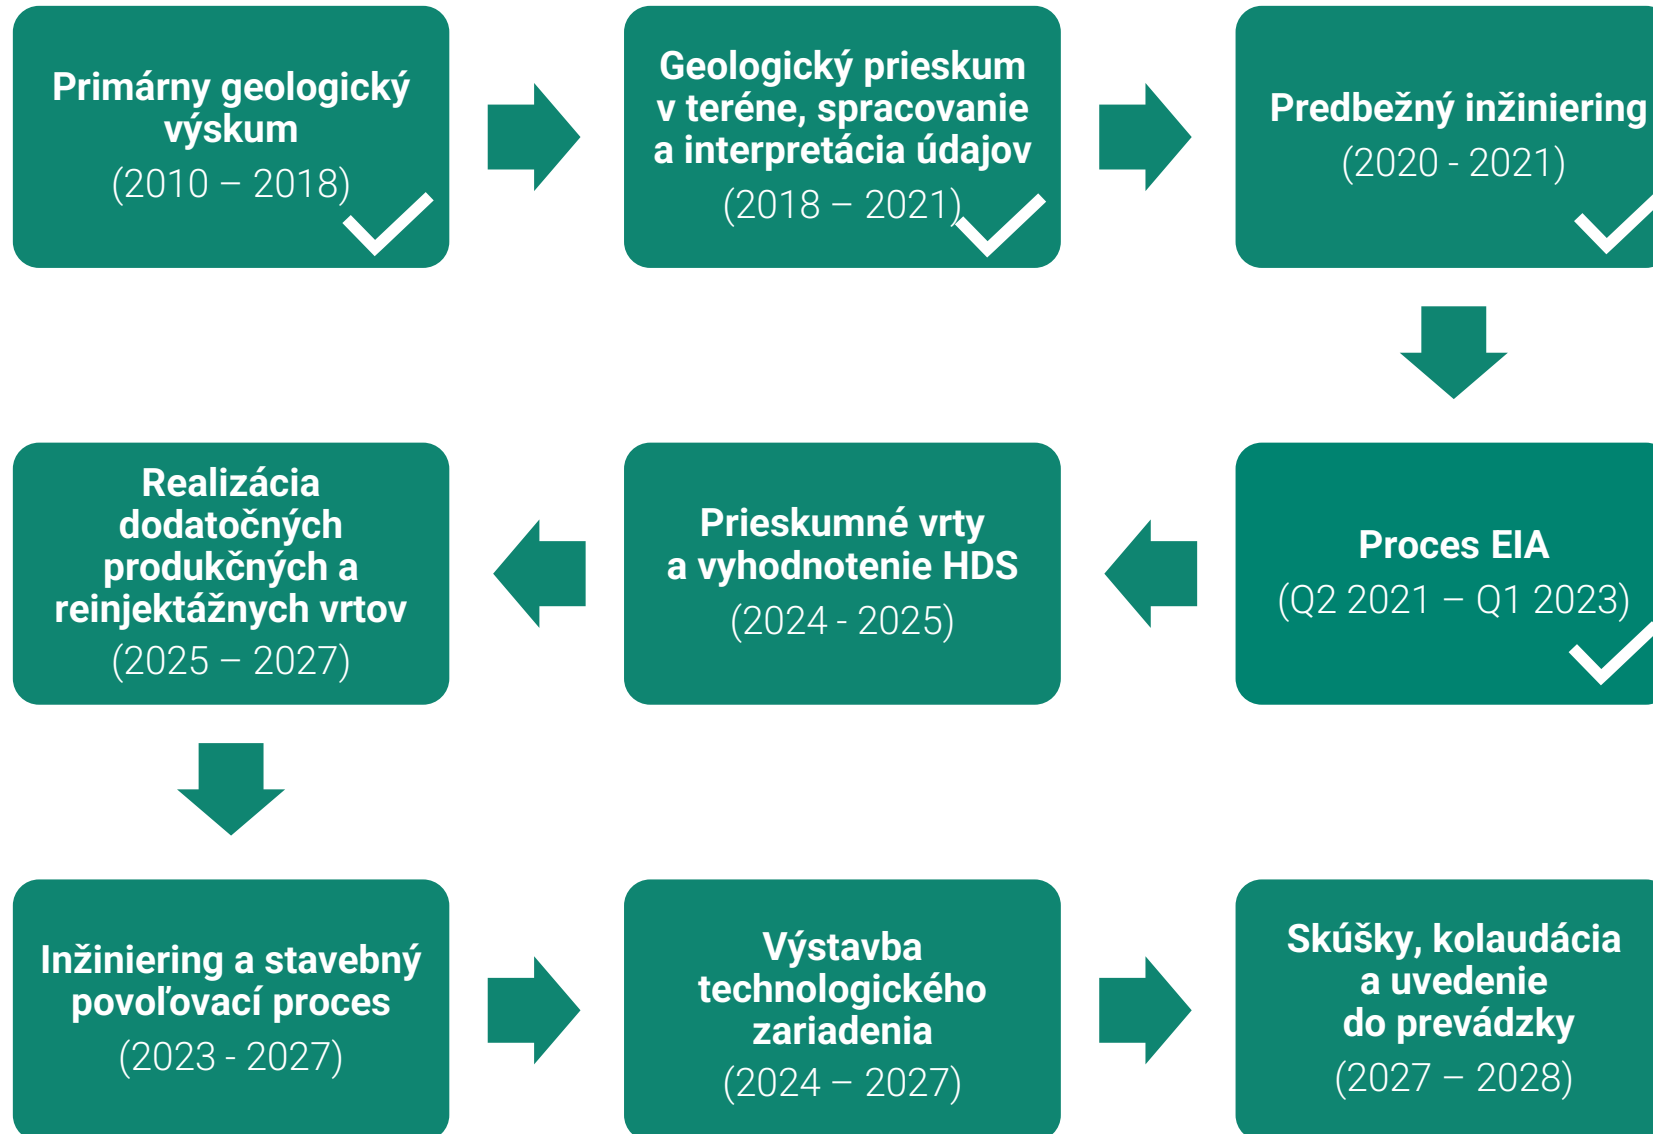 Primárny geologický
výskum
(2010 – 2018)
Geologický prieskum
v teréne, spracovanie
a interpretácia údajov
(2018 – 2021)
Predbežný inžiniering
(2020 - 2021)
Proces EIA
(Q2 2021 – Q1 2023)
Prieskumné vrty
a vyhodnotenie HDS
(2024 - 2025)
Realizácia
dodatočných
produkčných a
reinjektážnych vrtov
(2025 – 2027)
Inžiniering a stavebný
povoľovací proces
(2023 - 2027)
Výstavba
technologického
zariadenia
(2024 – 2027)
Skúšky, kolaudácia
a uvedenie
do prevádzky
(2027 – 2028)